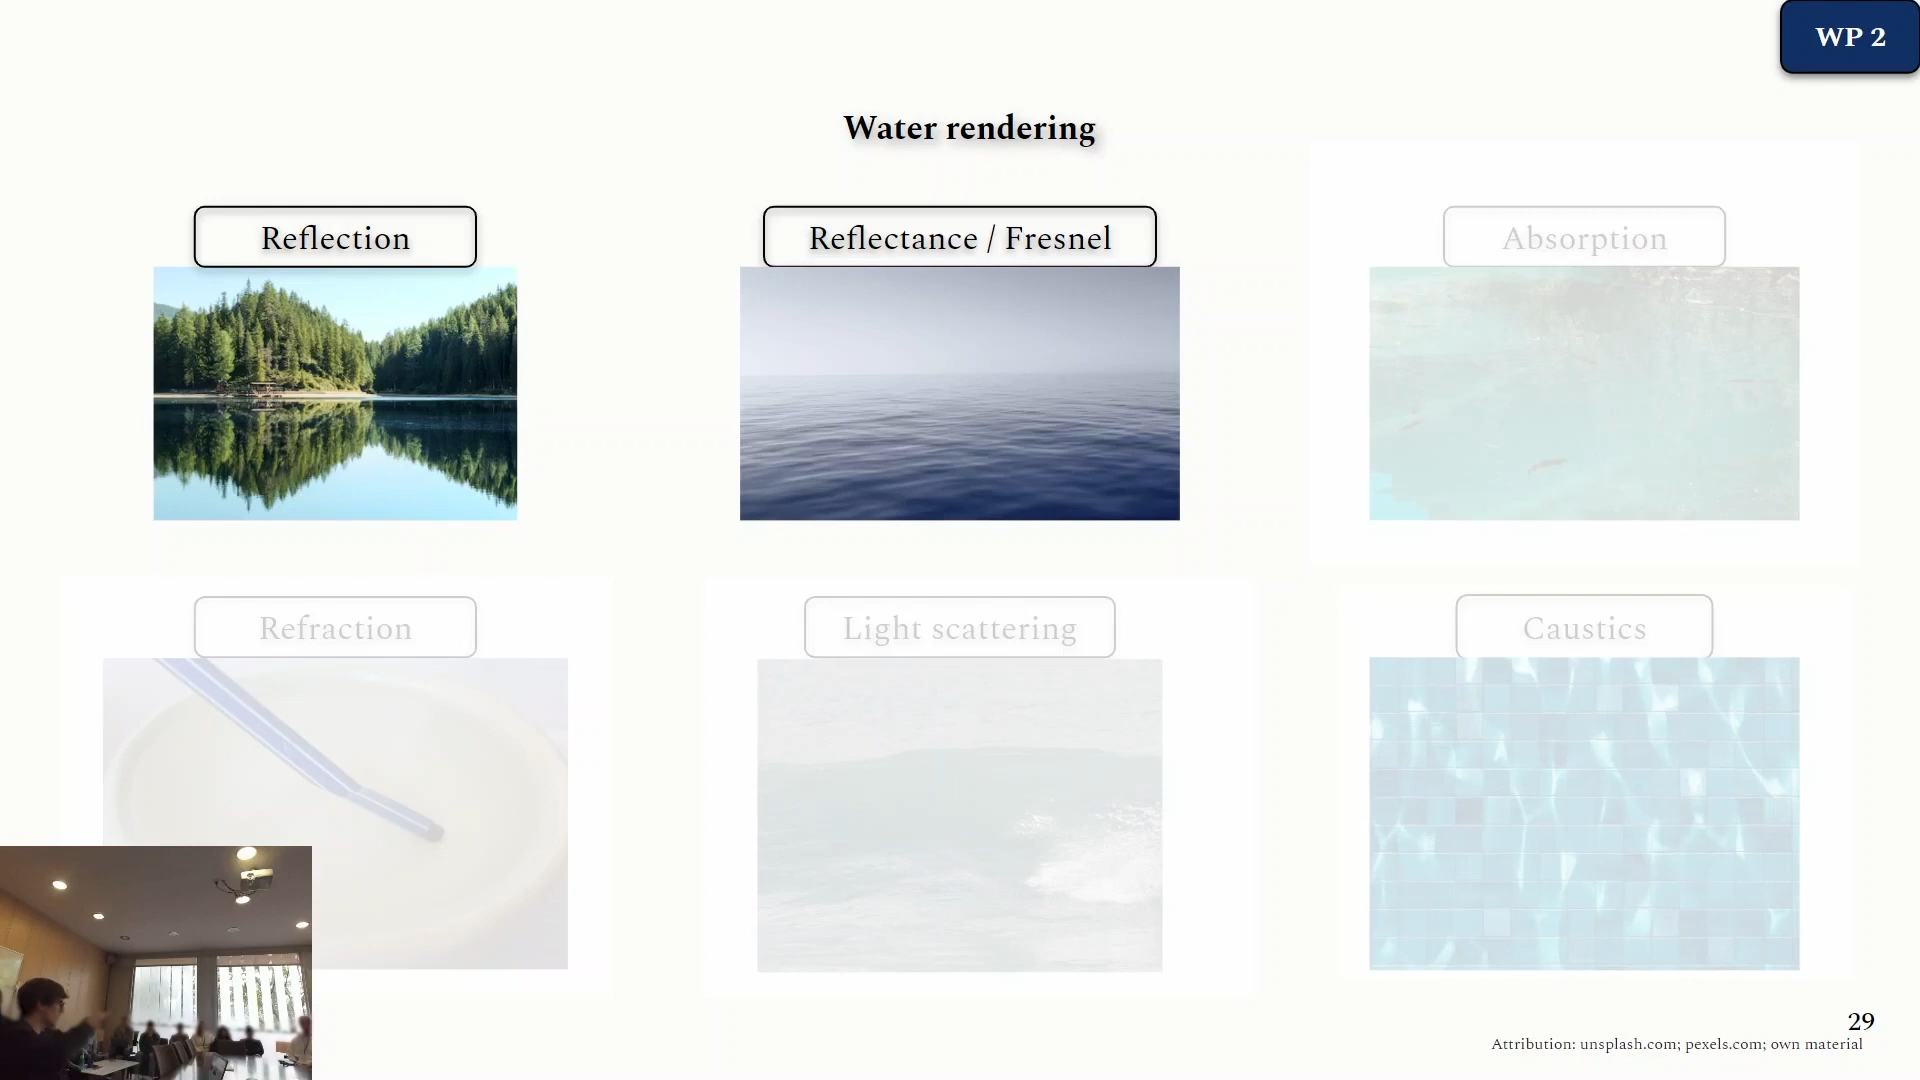 WP 2
Water rendering
Reflection
Reflectance / Fresnel
Absorption
Refraction
Light scattering
Caustics
29
Attribution: unsplash.com; pexels.com; own material